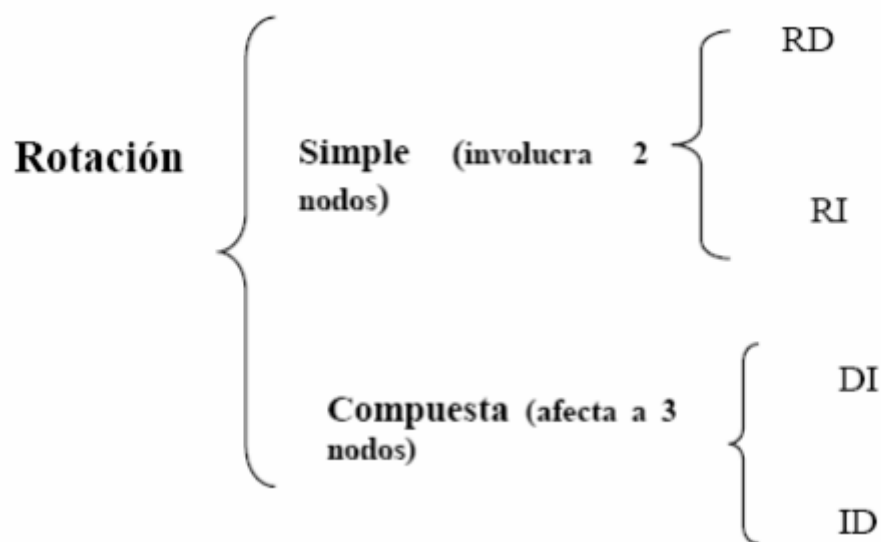 Rotación
Simple (involucra 2
nodos)
RD
RI
Compuesta (afecta a 3
nodos)
DI
ID